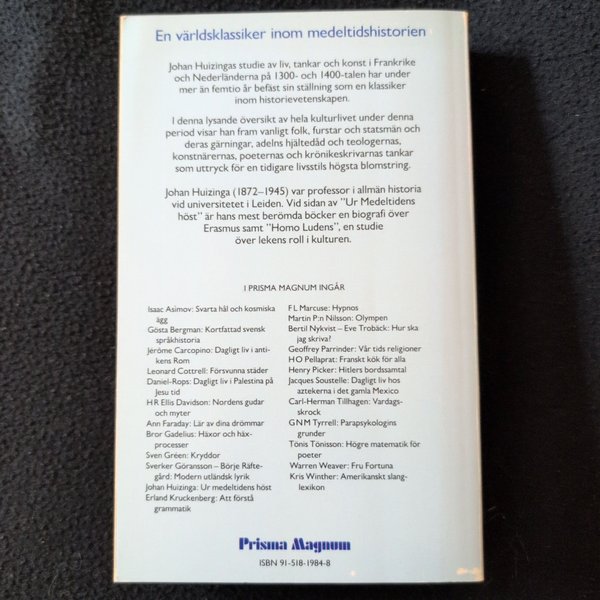 En världsklassiker inom medeltidshistorien
Johan Huizingas studie av liv, tankar och konst i Frankrike
och Nederländerna på 1300- och 1400-talen har under
mer än femtio år befäst sin ställning som en klassiker
inom historievetenskapen.
I denna lysande översikt av hela kulturlivet under denna
period visar han fram vanligt folk, furstar och statsmän och
deras gärningar, adelns hjältedåd och teologernas,
konstnärernas, poeternas och krönikeskrivarnas tankar
som uttryck för en tidigare livsstils högsta blomstring.
Johan Huizinga (1872–1945) var professor i allmän historia
vid universitetet i Leiden. Vid sidan av "Ur Medeltidens
höst" är hans mest berömda böcker en biografi över
Erasmus samt "Homo Ludens", en studie
över lekens roll i kulturen.
I PRISMA MAGNUM INGÅR
Isaac Asimov: Svarta hål och kosmiska
ägg
Gösta Bergman: Kortfattad svensk
språkhistoria
Jérôme Carcopino: Dagligt liv i anti-
kens Rom
Leonard Cottrell: Försvunna städer
Daniel-Rops: Dagligt liv i Palestina på
Jesu tid
H R Ellis Davidson: Nordens gudar
och myter
Ann Faraday: Lär av dina drömmar
Bror Gadelius: Häxor och häx-
processer
Sven Gréen: Kryddor
Sverker Göransson – Börje Räfte-
gård: Modern utländsk lyrik
Johan Huizinga: Ur medeltidens höst
Erland Kruckenberg: Att förstå
grammatik
F L Marcuse: Hypnos
Martin P:n Nilsson: Olympen
Bertil Nykvist – Eve Trobäck: Hur ska
jag skriva?
Geoffrey Parrinder: Vår tids religioner
H O Pellaprat: Franskt kök för alla
Henry Picker: Hitlers bordssamtal
Jacques Soustelle: Dagligt liv hos
aztekerna i det gamla Mexico
Carl-Herman Tillhagen: Vardags-
skrock
G N M Tyrrell: Parapsykologins
grunder
Tönis Tönisson: Högre matematik för
poeter
Warren Weaver: Fru Fortuna
Kris Winther: Amerikanskt slang-
lexikon
Prisma Magnum
ISBN 91-518-1984-8